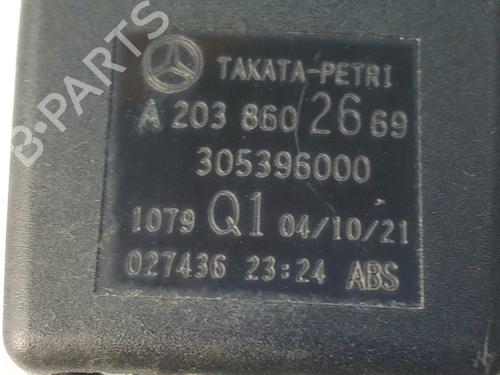 TAKATA-PETRI
A 203 860 26 69
305396000
1079 Q1 04/10/21
027436 23:24 ABS
B-PARTS